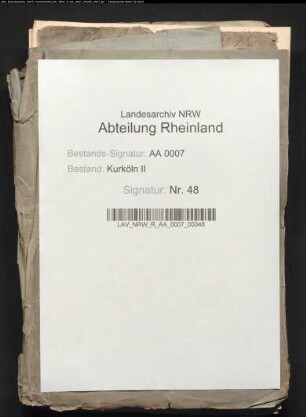 Landesarchiv NRW
Abteilung Rheinland
Bestands-Signatur: AA 0007
Bestand: Kurköln II
Signatur: Nr. 48
LAV_NRW_R_AA_0007_00048